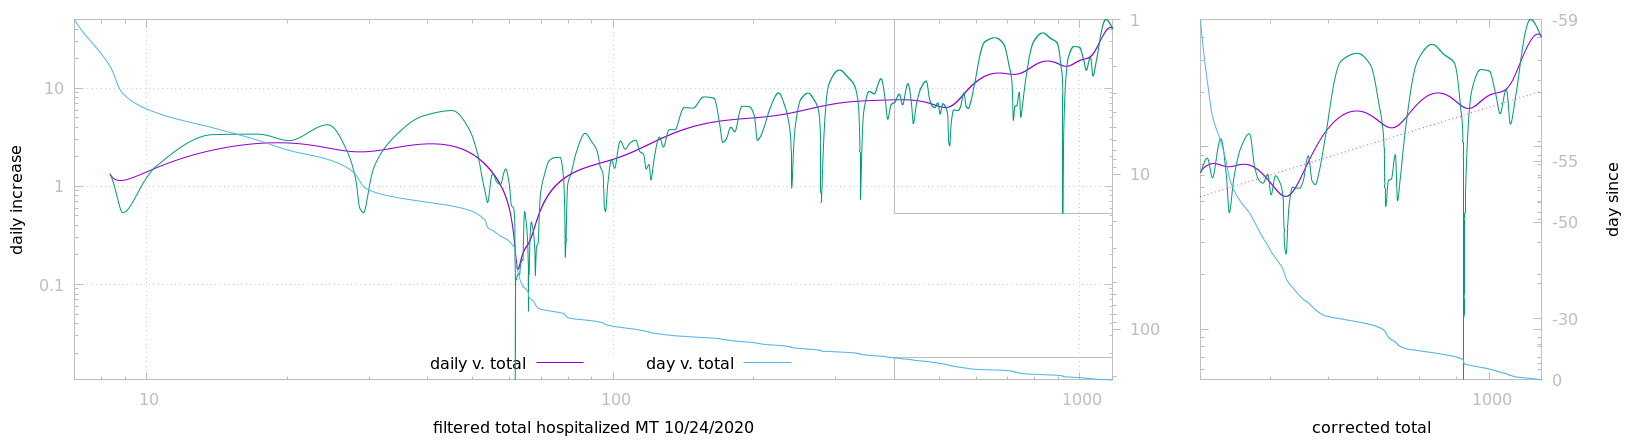 1
-59
10
10
-55
1
-50
0.1
100
-30
daily v. total
day v. total
0
10
100
1000
1000
daily increase
day since
filtered total hospitalized MT 10/24/2020
corrected total